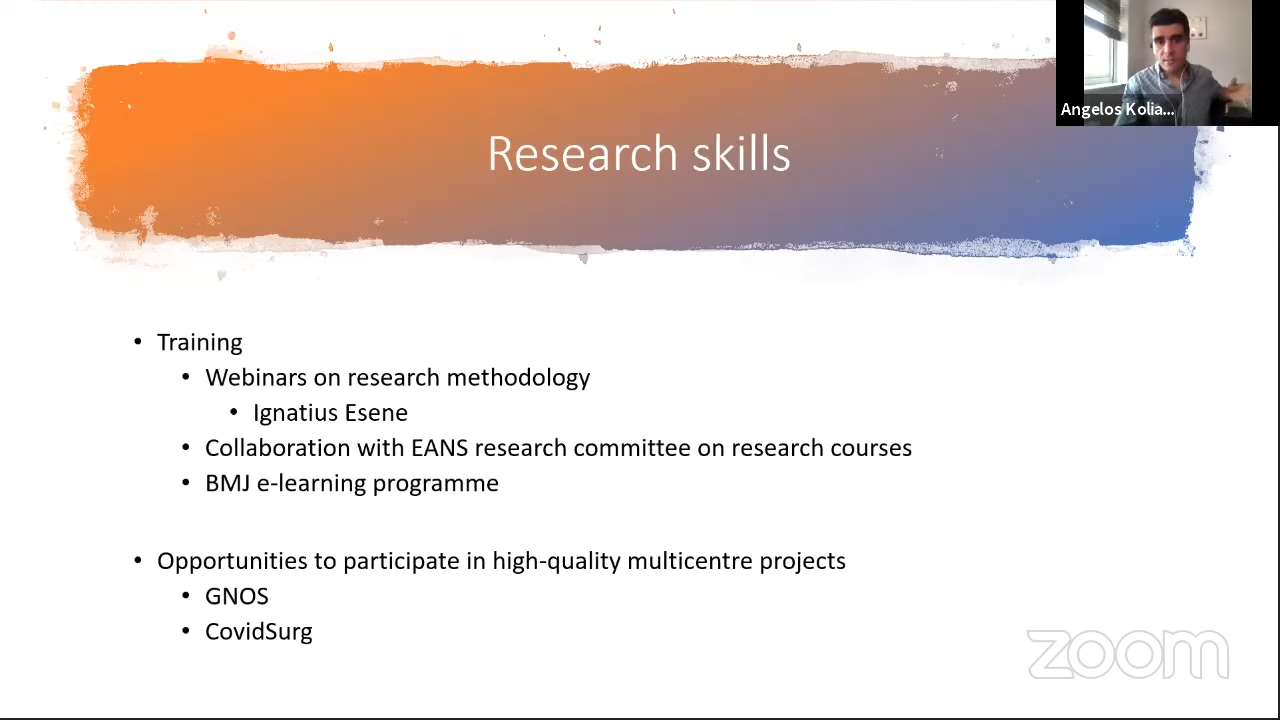 Angelos Kolia...
Research skills
• Training
• Webinars on research methodology
• Ignatius Esene
• Collaboration with EANS research committee on research courses
• BMJ e-learning programme
• Opportunities to participate in high-quality multicentre projects
• GNOS
• CovidSurg
zoom